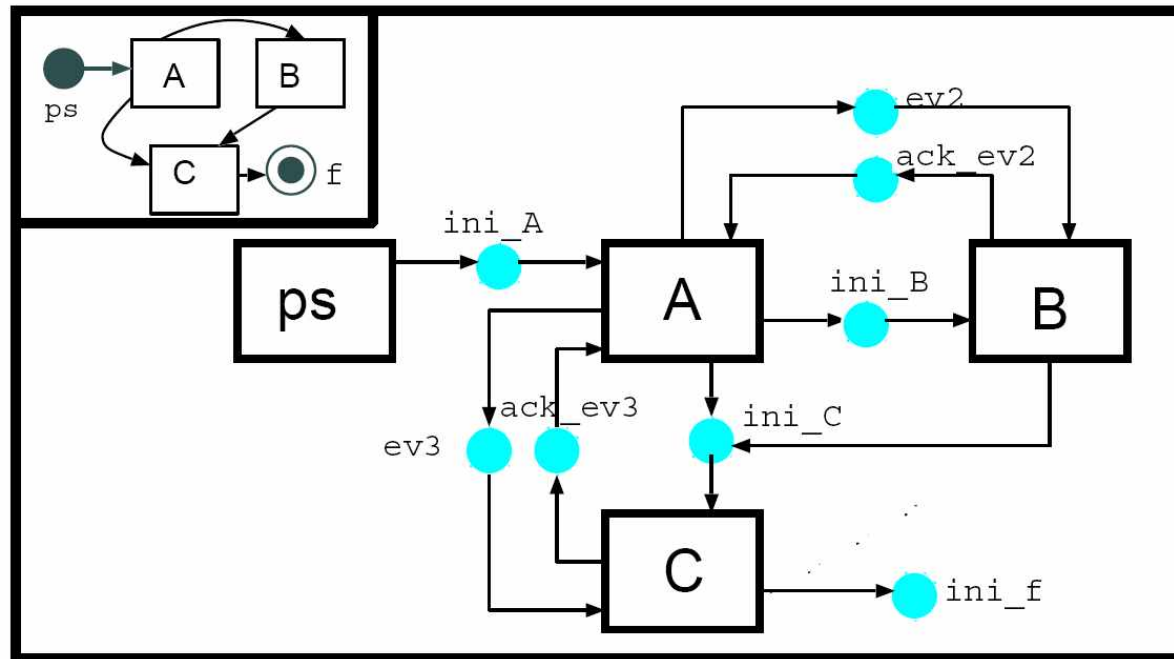 A
B
ps
C
f
ev2
ack_ev2
ini_A
ps
A
ini_B
B
ack_ev3
ini_C
ev3
C
ini_f